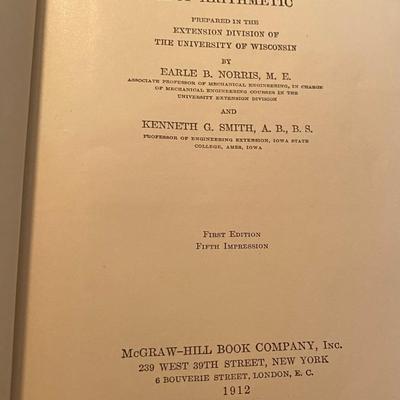 ARITHMETIC
PREPARED IN THE
EXTENSION DIVISION OF
THE UNIVERSITY OF WISCONSIN
BY
EARLE B. NORRIS, M. E.
ASSOCIATE PROFESSOR OF MECHANICAL ENGINEERING, IN CHARGE
OF MECHANICAL ENGINEERING COURSES IN THE
UNIVERSITY EXTENSION DIVISION
AND
KENNETH G. SMITH, A. B., B. S.
PROFESSOR OF ENGINEERING EXTENSION, IOWA STATE
COLLEGE, AMES, IOWA
FIRST EDITION
FIFTH IMPRESSION
McGRAW-HILL BOOK COMPANY, INC.
239 WEST 39TH STREET, NEW YORK
6 BOUVERIE STREET, LONDON, E. C.
1912